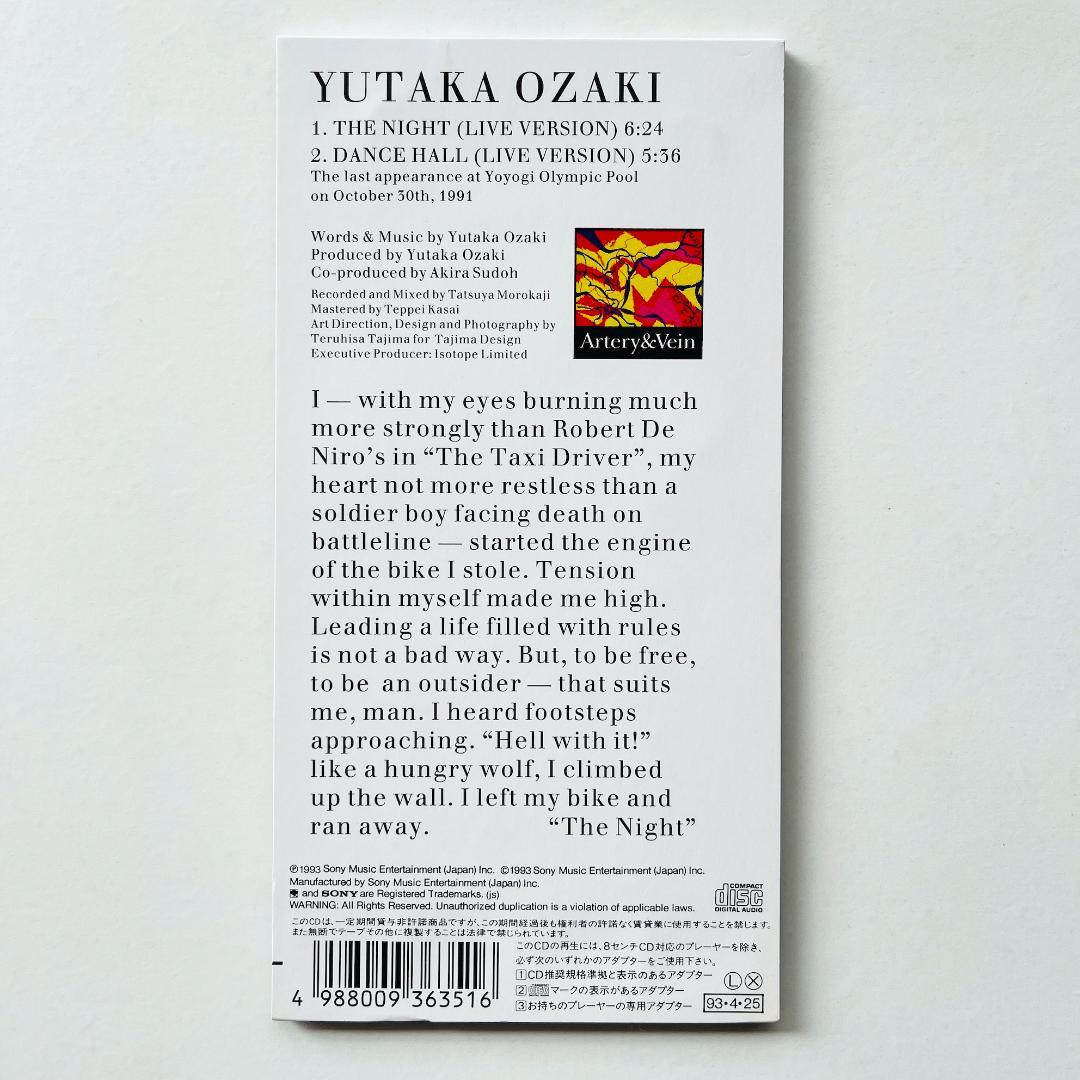 YUTAKA OZAKI
1. THE NIGHT (LIVE VERSION) 6:24
2. DANCE HALL (LIVE VERSION) 5:36
The last appearance at Yoyogi Olympic Pool
on October 30th, 1991
Words & Music by Yutaka Ozaki
Produced by Yutaka Ozaki
Co-produced by Akira Sudoh
Recorded and Mixed by Tatsuya Morokaji
Mastered by Teppei Kasai
Art Direction, Design and Photography by
Teruhisa Tajima for Tajima Design
Executive Producer: Isotope Limited
Artery&Vein
I — with my eyes burning much
more strongly than Robert De
Niro’s in “The Taxi Driver”, my
heart not more restless than a
soldier boy facing death on
battleline — started the engine
of the bike I stole. Tension
within myself made me high.
Leading a life filled with rules
is not a bad way. But, to be free,
to be an outsider — that suits
me, man. I heard footsteps
approaching. “Hell with it!”
like a hungry wolf, I climbed
up the wall. I left my bike and
ran away. “The Night”
℗1993 Sony Music Entertainment (Japan) Inc. ©1993 Sony Music Entertainment (Japan) Inc.
Manufactured by Sony Music Entertainment (Japan) Inc.
and SONY are Registered Trademarks. (js)
WARNING: All Rights Reserved. Unauthorized duplication is a violation of applicable laws.
COMPACT
disc
DIGITAL AUDIO
このCDは、一定期間貸与非許諾商品ですが、この期間経過後も権利者の許諾なく賃貸業に使用することを禁じます。
また無断でテープその他に複製することは法律で禁じられています。
このCDの再生には、8センチCD対応のプレーヤーを除き、
必ず次のいずれかのアダプターをご使用下さい。
1 CD推奨規格準拠と表示のあるアダプター
2 マークの表示があるアダプター
3 お持ちのプレーヤーの専用アダプター
L X
93・4・25
4 988009 363516